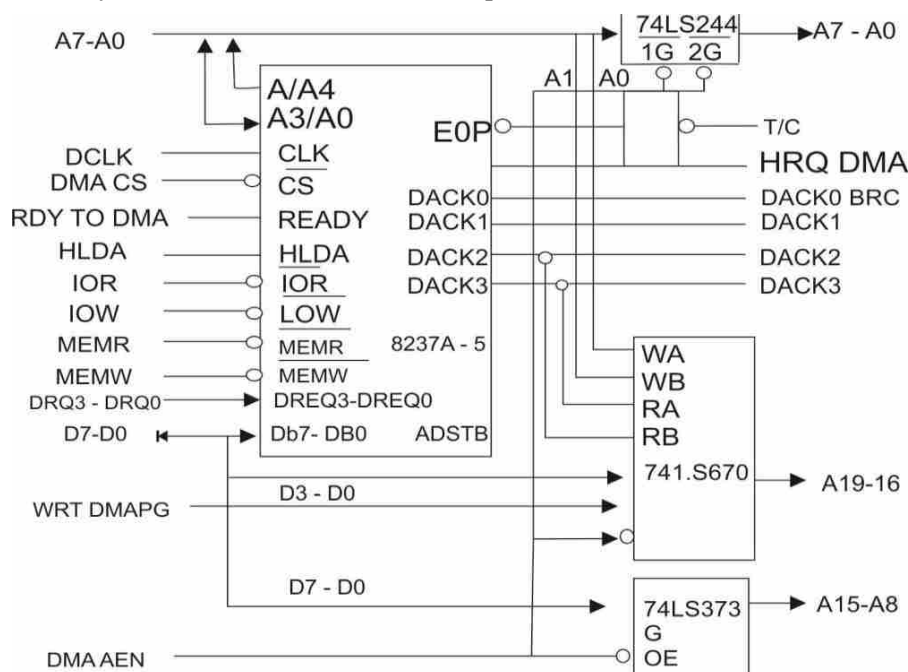 74LS244
A7-A0
A7 - A0
1G 2G
A/A4
A1 A0
A3/A0
E0P
T/C
DCLK
CLK
HRQ DMA
DMA CS
CS
DACK0
DACK0 BRC
RDY TO DMA
READY
DACK1
DACK1
HLDA
HLDA
DACK2
DACK2
IOR
IOR
DACK3
DACK3
IOW
LOW
MEMR
MEMR
8237A - 5
WA
MEMW
MEMW
WB
DRQ3 - DRQ0
DREQ3-DREQ0
RA
D7-D0
Db7- DB0
ADSTB
RB
741.S670
D3 - D0
A19-16
WRT DMAPG
D7 - D0
74LS373
A15-A8
G
DMA AEN
OE